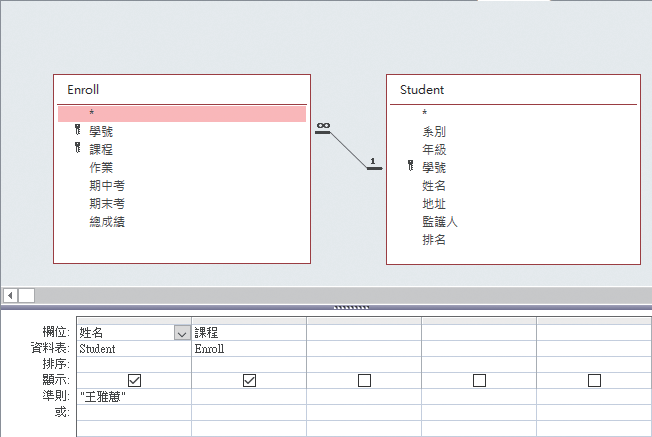 Enroll
*
學號
課程
作業
期中考
期末考
總成績
∞
1
Student
*
系別
年級
學號
姓名
地址
監護人
排名
欄位: 姓名 課程
資料表: Student Enroll
排序:
顯示:
準則: "王雅蕙"
或: